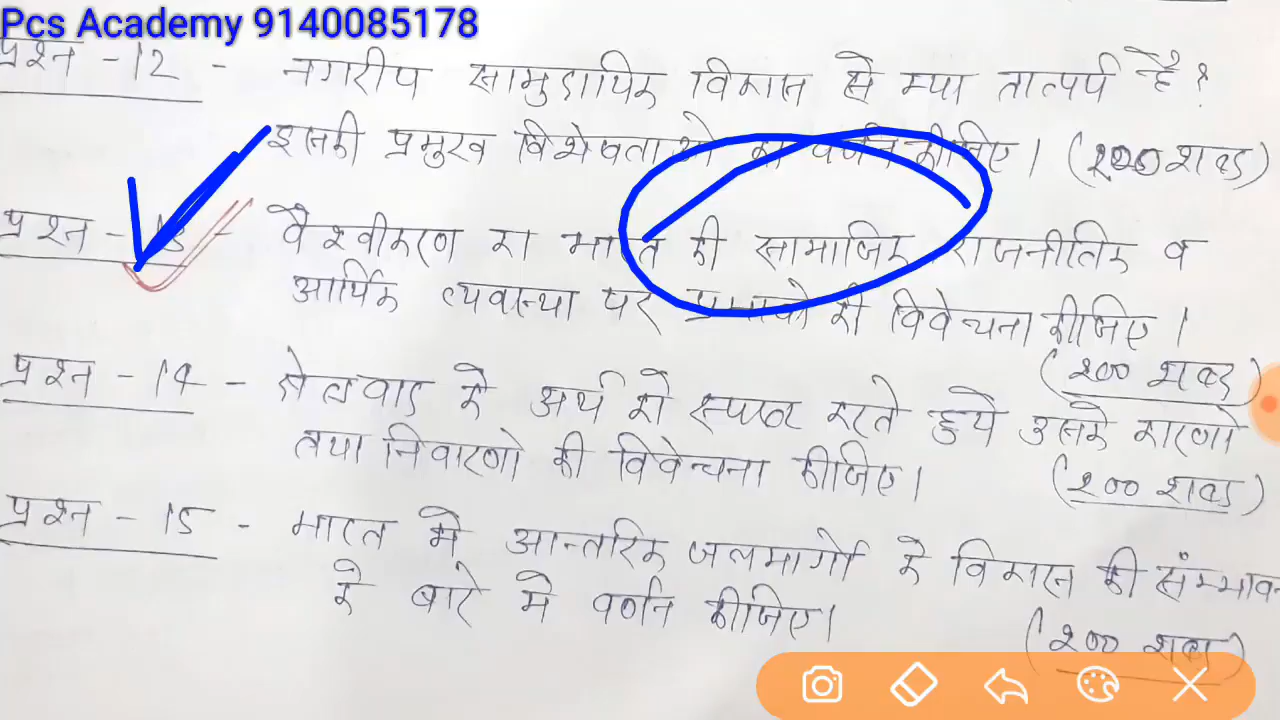 Pcs Academy 9140085178
प्रश्न - 12 - नगरीय सामुदायिक विकास से क्या तात्पर्य है ?
इसकी प्रमुख विशेषताओ का वर्णन कीजिए। (200 शब्द)
प्रश्न - 13 - वैश्वीकरण का भारत की सामाजिक राजनीतिक व
आर्थिक व्यवस्था पर प्रभावो की विवेचना कीजिए।
(200 शब्द)
प्रश्न - 14 - क्षेत्रवाद के अर्थ को स्पष्ट करते हुये उसके कारणो
तथा निवारणो की विवेचना कीजिए। (200 शब्द)
प्रश्न - 15 - भारत मे आन्तरिक जलमार्गो के विकास की संम्भावन
के बारे मे वर्णन कीजिए।
(200 शब्द)